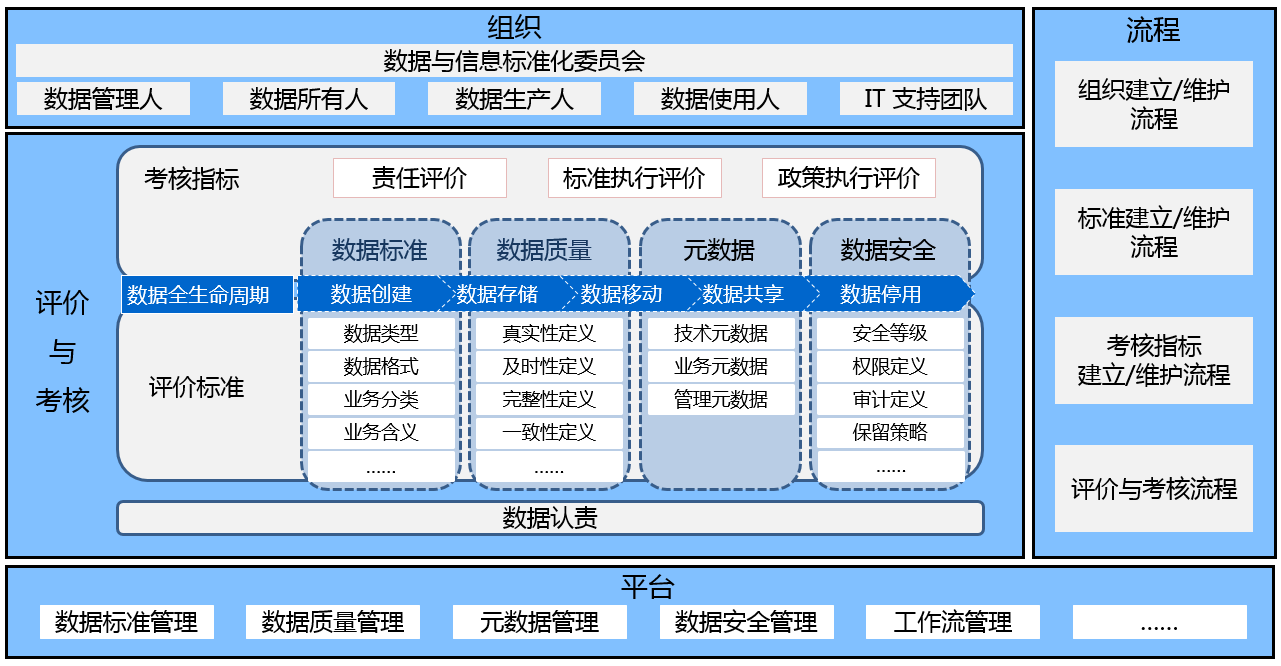 组织
数据与信息标准化委员会
数据管理人
数据所有人
数据生产人
数据使用人
IT 支持团队
流程
组织建立/维护
流程
标准建立/维护
流程
考核指标
建立/维护流程
评价与考核流程
评价
与
考核
考核指标
责任评价
标准执行评价
政策执行评价
数据标准
数据质量
元数据
数据安全
数据全生命周期
数据创建
数据存储
数据移动
数据共享
数据停用
评价标准
数据类型
数据格式
业务分类
业务含义
......
真实性定义
及时性定义
完整性定义
一致性定义
......
技术元数据
业务元数据
管理元数据
安全等级
权限定义
审计定义
保留策略
......
数据认责
平台
数据标准管理
数据质量管理
元数据管理
数据安全管理
工作流管理
......